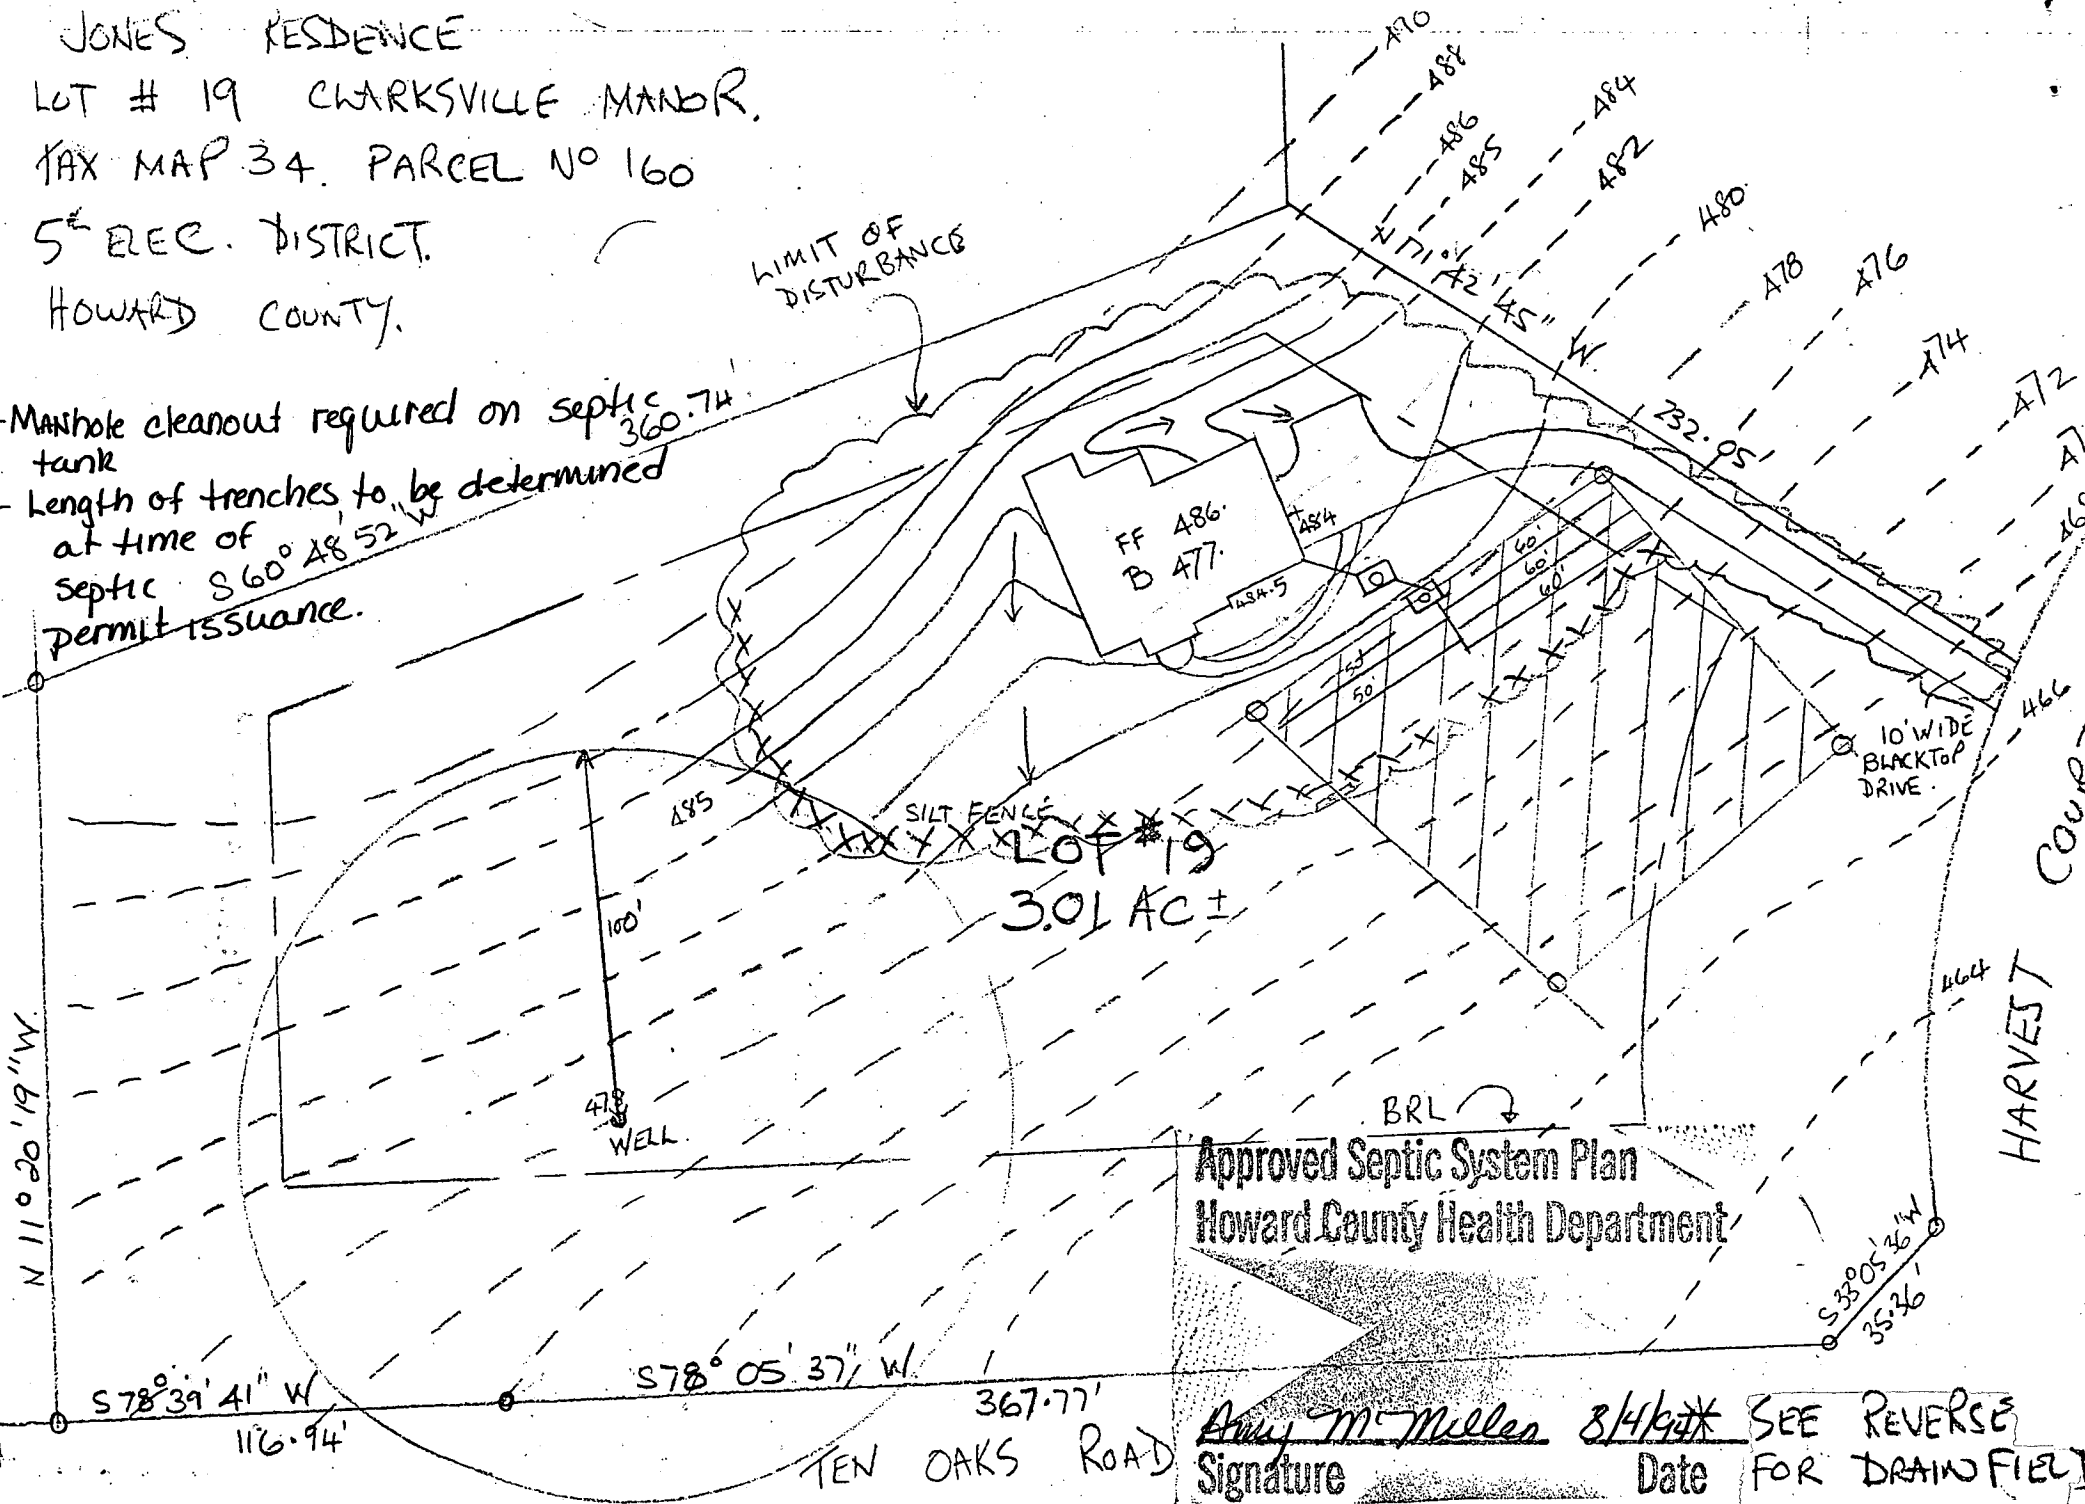 JONES RESDENCE
LOT # 19 CLARKSVILLE MANOR.
TAX MAP 34. PARCEL Nº 160
5th ELEC. DISTRICT.
HOWARD COUNTY.
- Manhole cleanout required on septic
tank
- Length of trenches to be determined
at time of
septic
permit issuance.
360.74'
S 60° 48' 52" W
LIMIT OF
DISTURBANCE
470
488
486
485
484
482
480
478
476
474
472
N 71° 42' 45" W.
232.05'
FF 486.
B 477.
+
484
484.5
60'
60'
60'
50'
50'
10' WIDE
BLACKTOP
DRIVE.
466
464
HARVEST
485
SILT FENCE
LOT #19
3.01 AC ±
100'
478
WELL
BRL
Approved Septic System Plan
Howard County Health Department
N 11° 20' 19" W.
S 78° 39' 41" W
116.94'
S78° 05' 37" W
367.77'
TEN OAKS ROAD
S 33° 05' 36" W
35.36'
Amy McMillen
Signature
Date
* SEE REVERSE
FOR DRAINFIELD